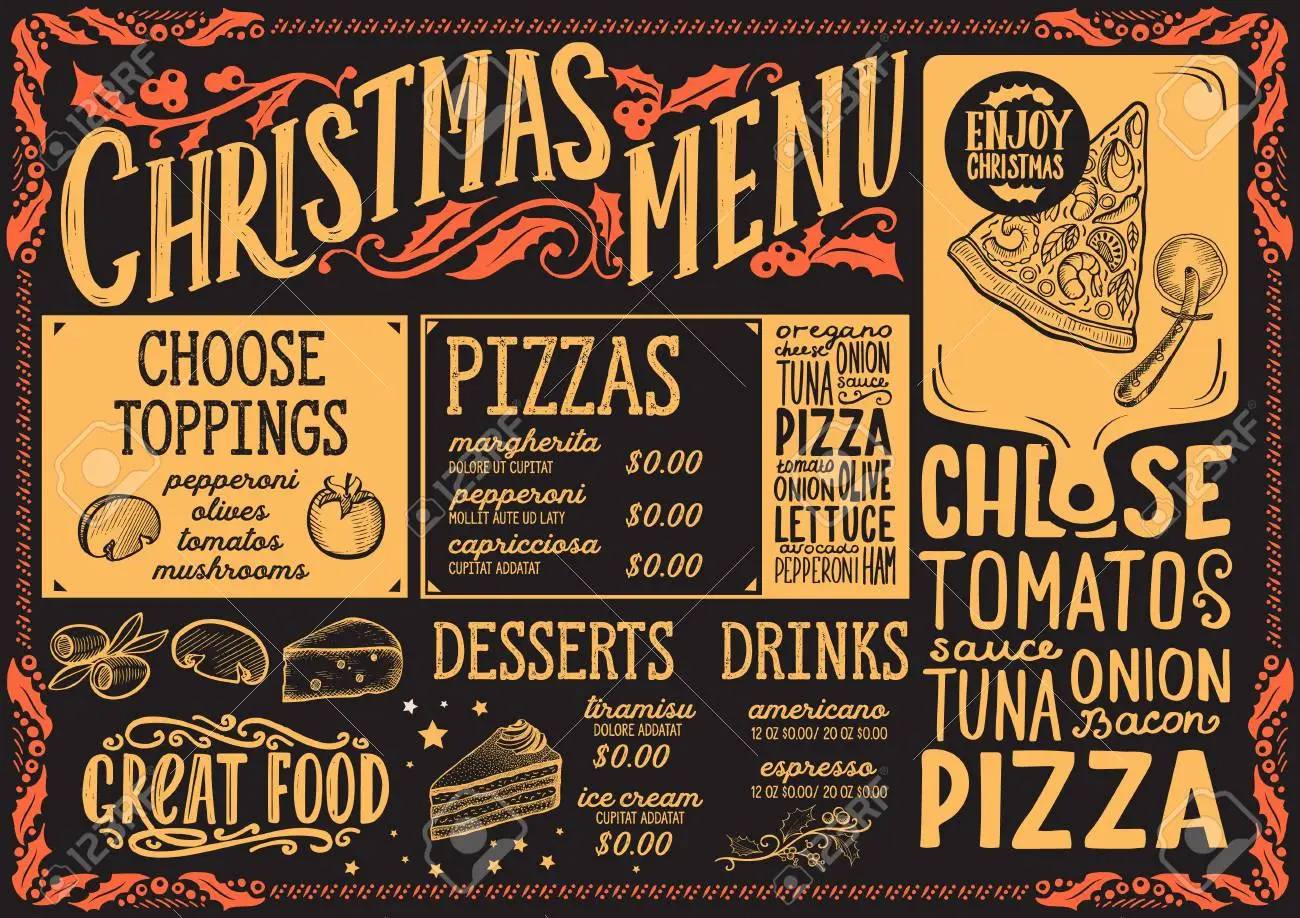 CHRISTMAS MENU
ENJOY
CHRISTMAS
CHOOSE
TOPPINGS
pepperoni
olives
tomatos
mushrooms
PIZZAS
margherita
DOLORE UT CUPITAT
$0.00
pepperoni
MOLLIT AUTE UD LATY
$0.00
capricciosa
CUPITAT ADDATAT
$0.00
oregano
cheese ONION
TUNA sauce
PIZZA
tomato
ONION OLIVE
LETTUCE
avocado
PEPPERONI HAM
CHEESE
TOMATOS
sauce
TUNA ONION
Bacon
PIZZA
GREAT FOOD
DESSERTS
tiramisu
DOLORE ADDATAT
$0.00
ice cream
CUPITAT ADDATAT
$0.00
DRINKS
americano
12 OZ $0.00/ 20 OZ $0.00
espresso
12 OZ $0.00/ 20 OZ $0.00
123RF